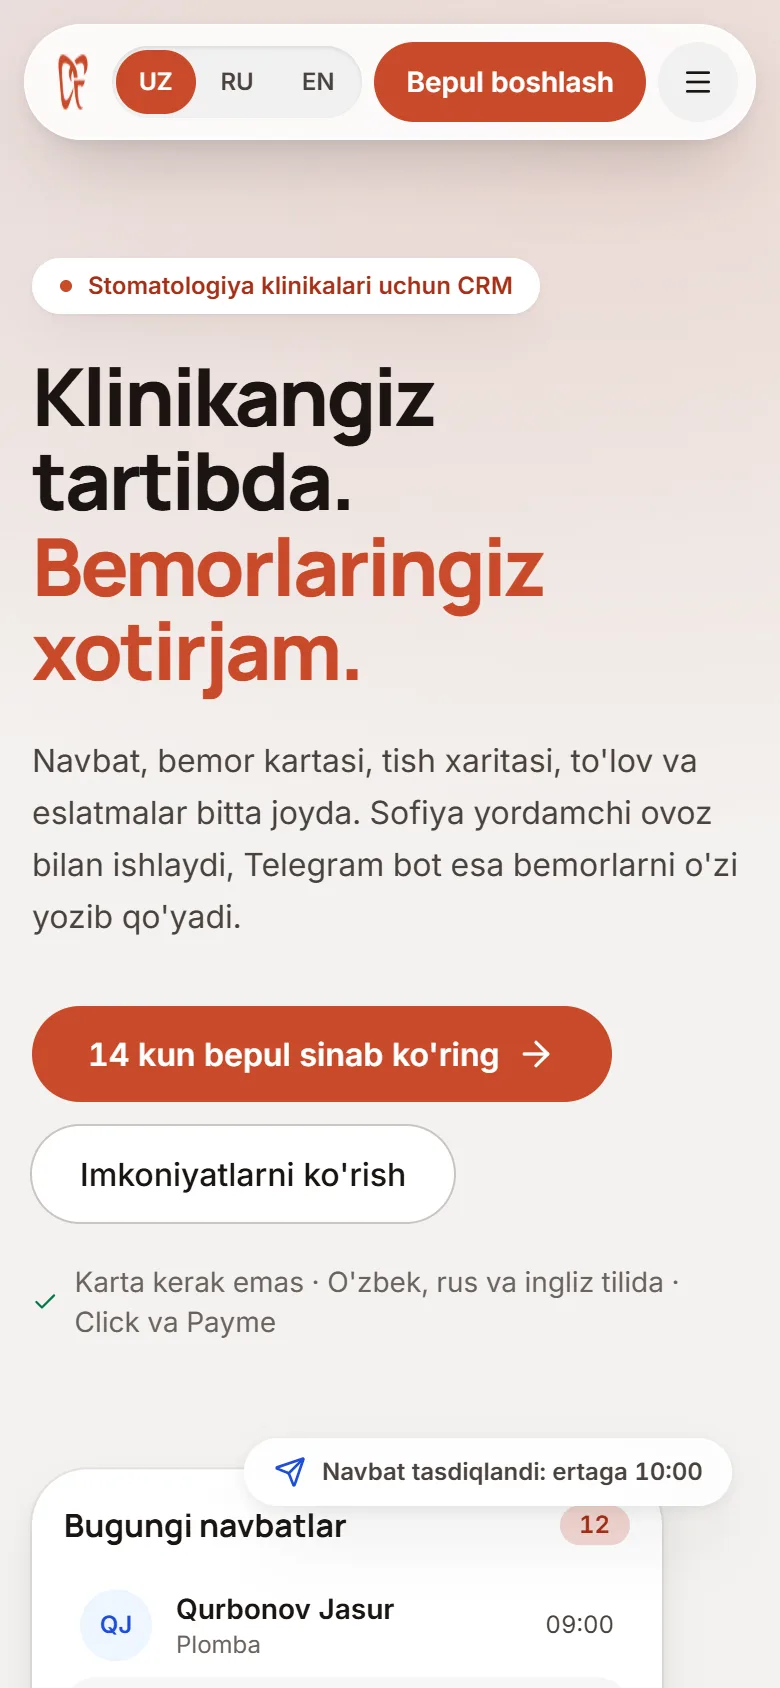 UZ RU EN Bepul boshlash
Stomatologiya klinikalari uchun CRM
Klinikangiz
tartibda.
Bemorlaringiz
xotirjam.
Navbat, bemor kartasi, tish xaritasi, to'lov va
eslatmalar bitta joyda. Sofiya yordamchi ovoz
bilan ishlaydi, Telegram bot esa bemorlarni o'zi
yozib qo'yadi.
14 kun bepul sinab ko'ring
Imkoniyatlarni ko'rish
Karta kerak emas · O'zbek, rus va ingliz tilida ·
Click va Payme
Navbat tasdiqlandi: ertaga 10:00
Bugungi navbatlar 12
QJ Qurbonov Jasur 09:00
Plomba